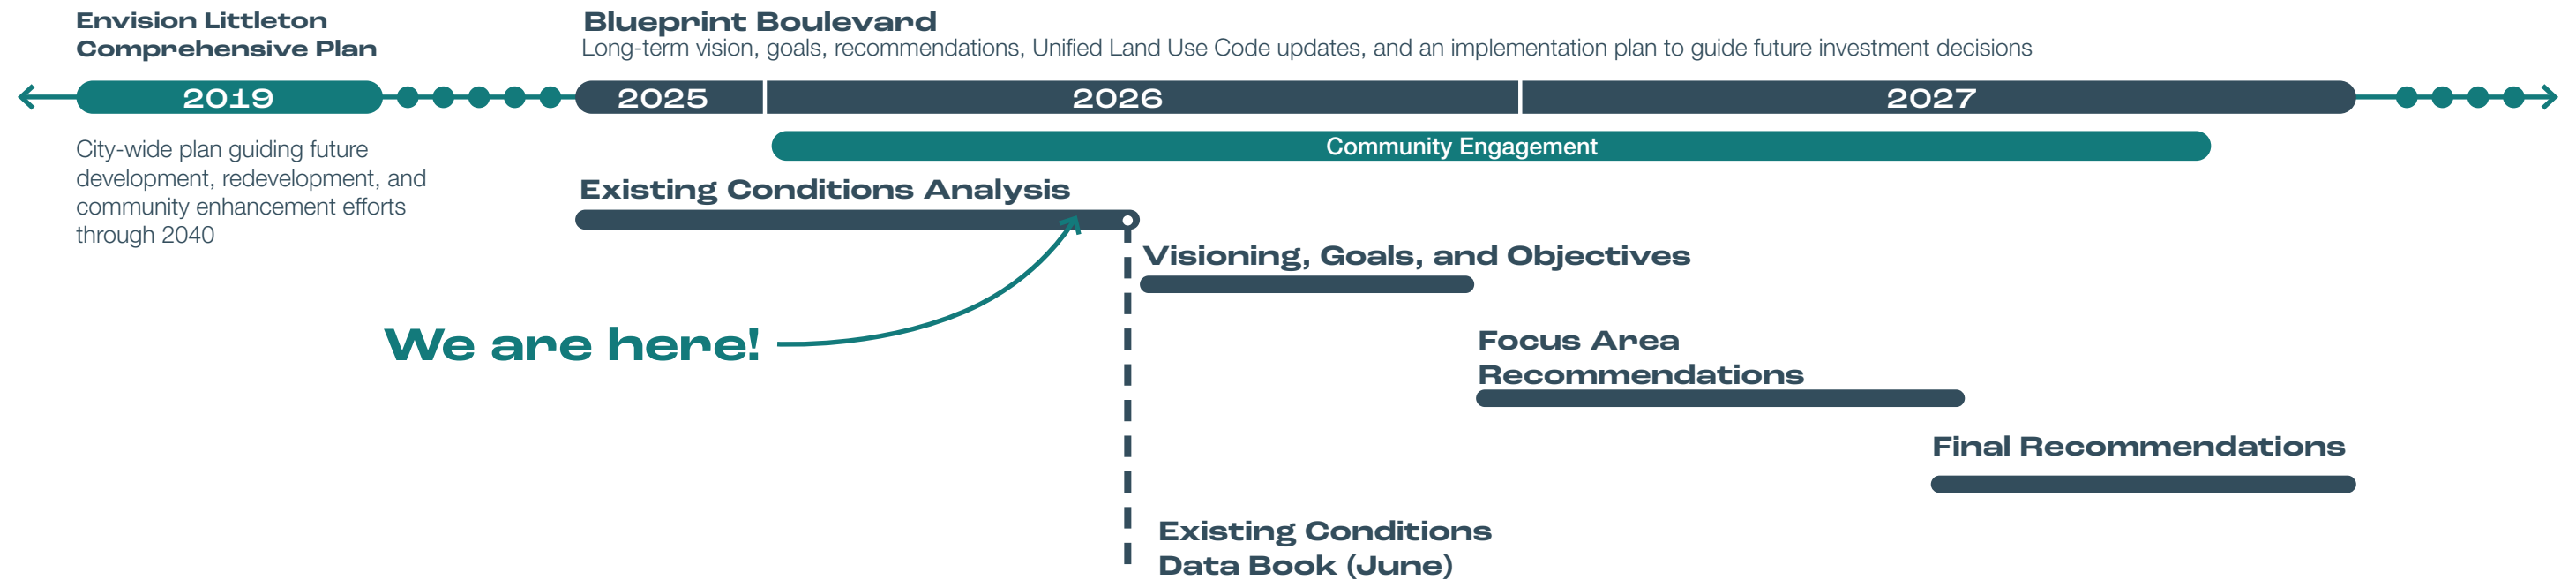 Envision Littleton
Comprehensive Plan
Blueprint Boulevard
Long-term vision, goals, recommendations, Unified Land Use Code updates, and an implementation plan to guide future investment decisions
2019
2025
2026
2027
City-wide plan guiding future
development, redevelopment, and
community enhancement efforts
through 2040
Community Engagement
Existing Conditions Analysis
Visioning, Goals, and Objectives
We are here!
Focus Area
Recommendations
Final Recommendations
Existing Conditions
Data Book (June)